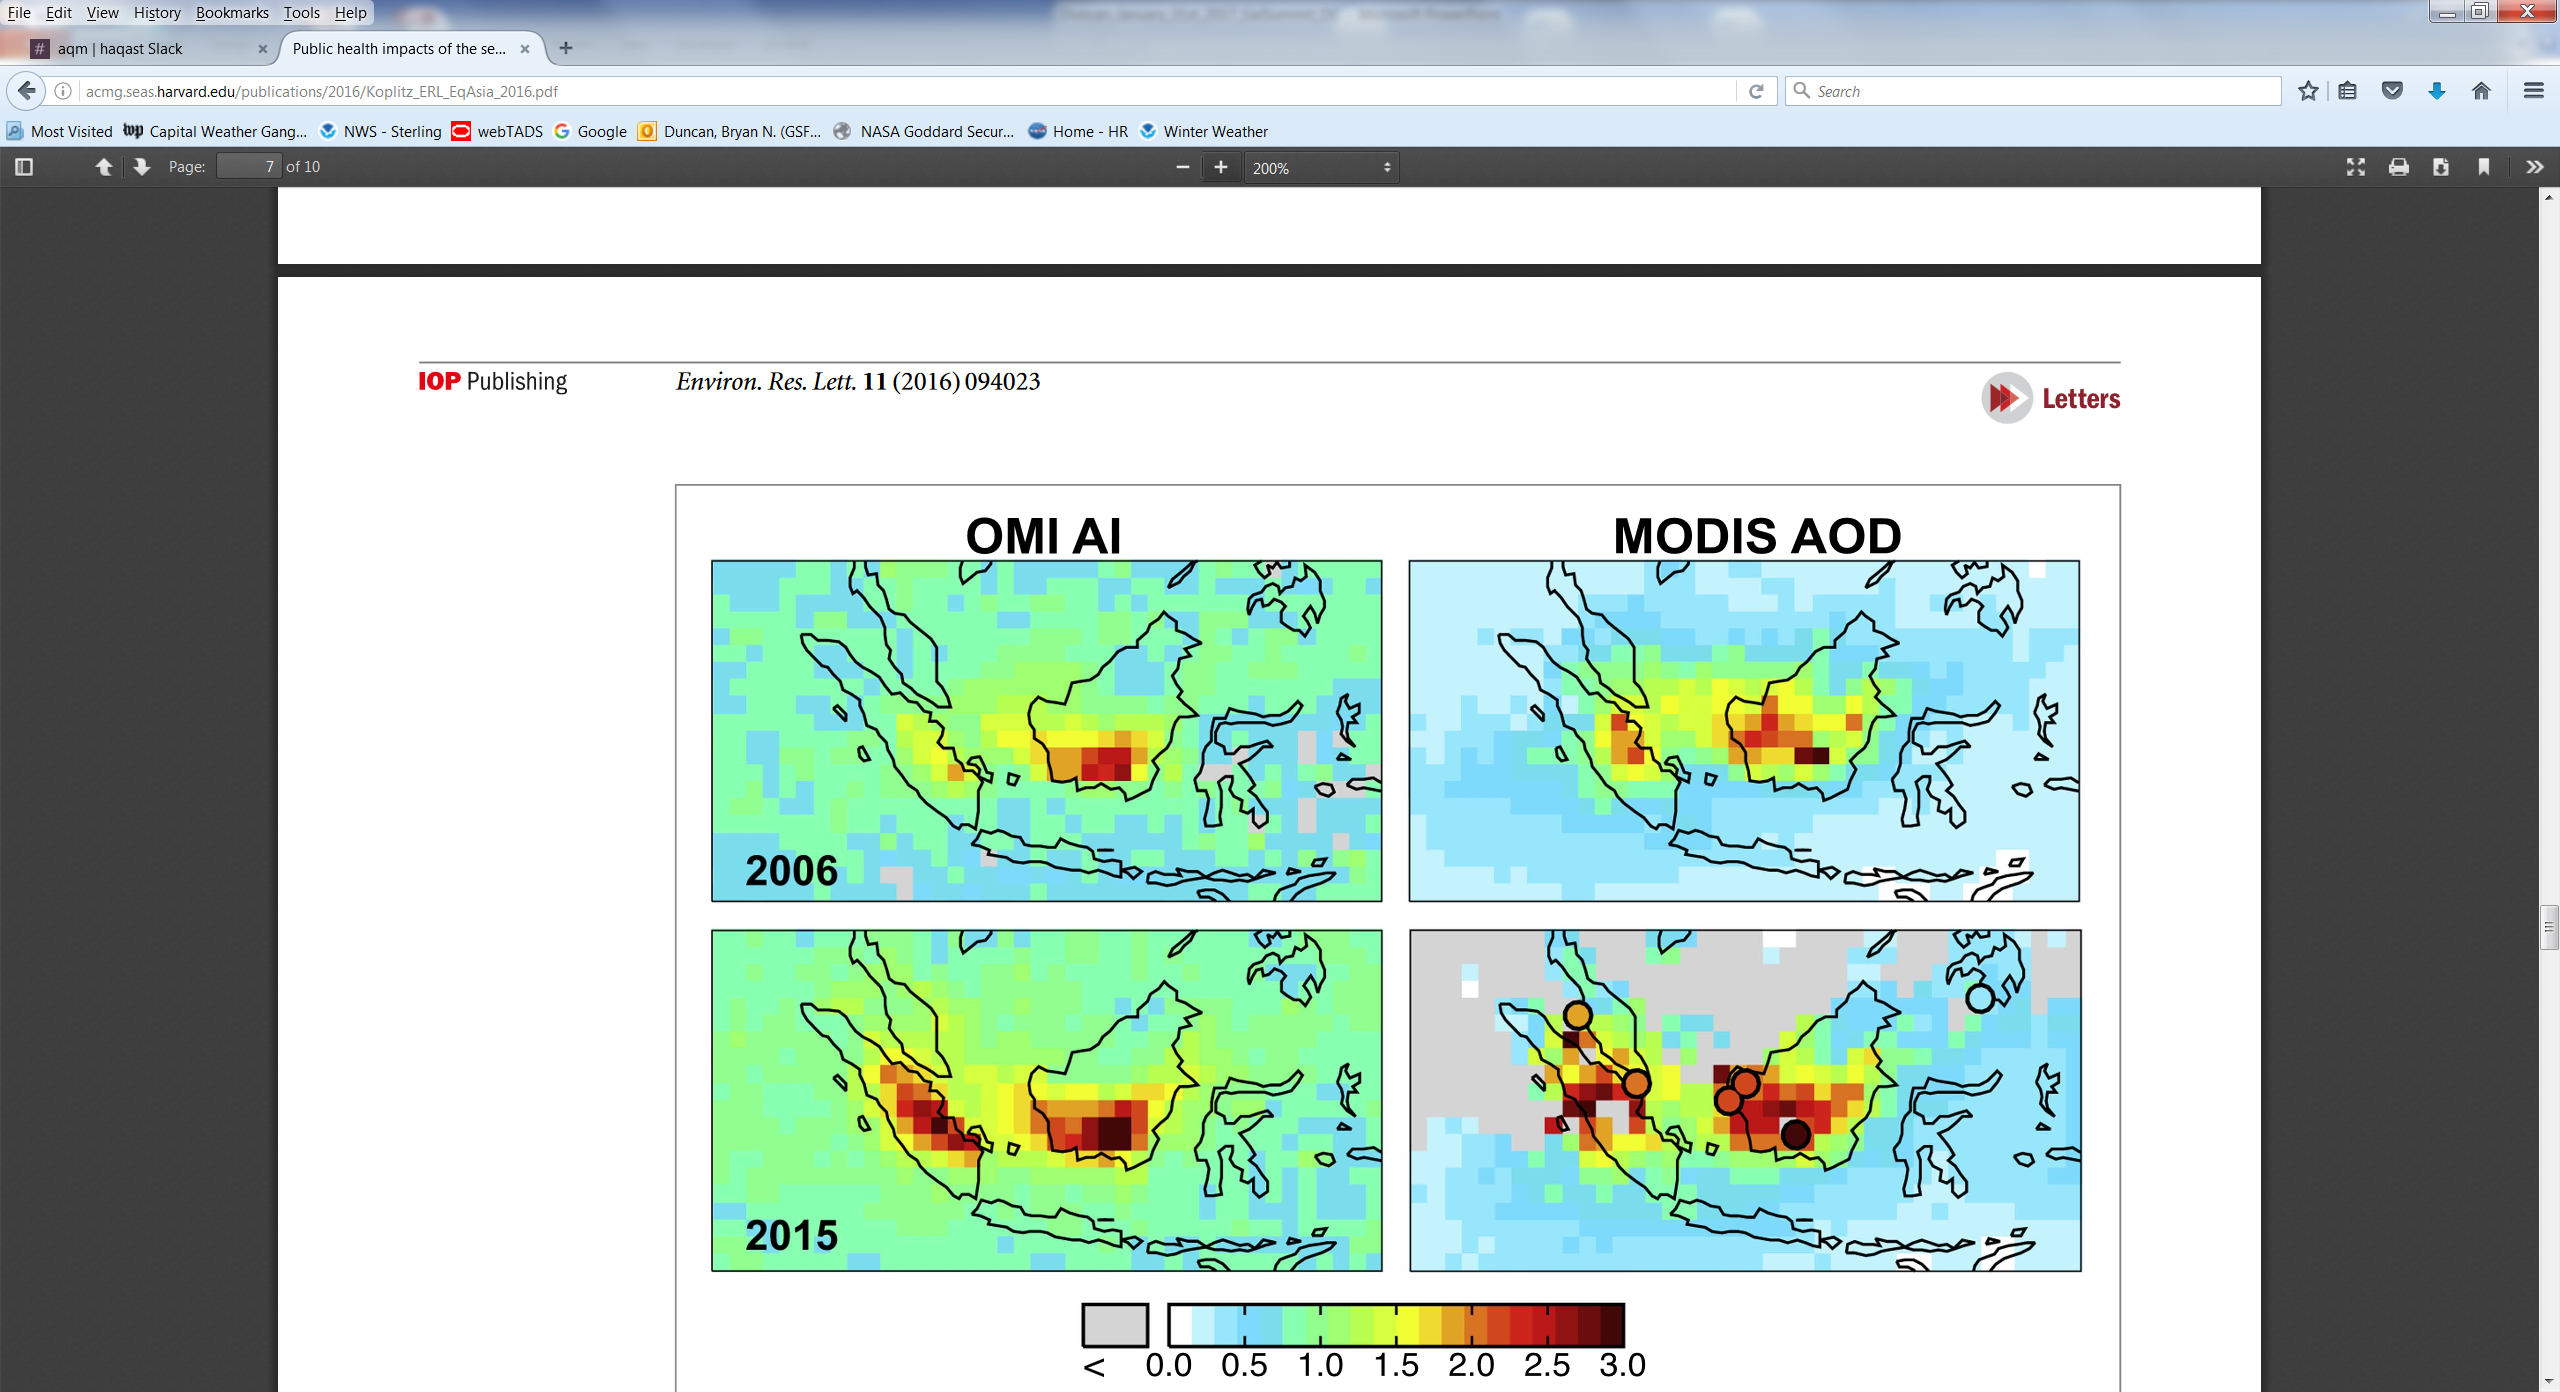 File Edit View History Bookmarks Tools Help
# aqm | haqast Slack × Public health impacts of the se... × +
acmg.seas.harvard.edu/publications/2016/Koplitz_ERL_EqAsia_2016.pdf Search
Most Visited wp Capital Weather Gang... NWS - Sterling webTADS Google Duncan, Bryan N. (GSF... NASA Goddard Secur... Home - HR Winter Weather
Page: 7 of 10 200%
IOP Publishing Environ. Res. Lett. 11 (2016) 094023 Letters
OMI AI MODIS AOD
2006
2015
< 0.0 0.5 1.0 1.5 2.0 2.5 3.0